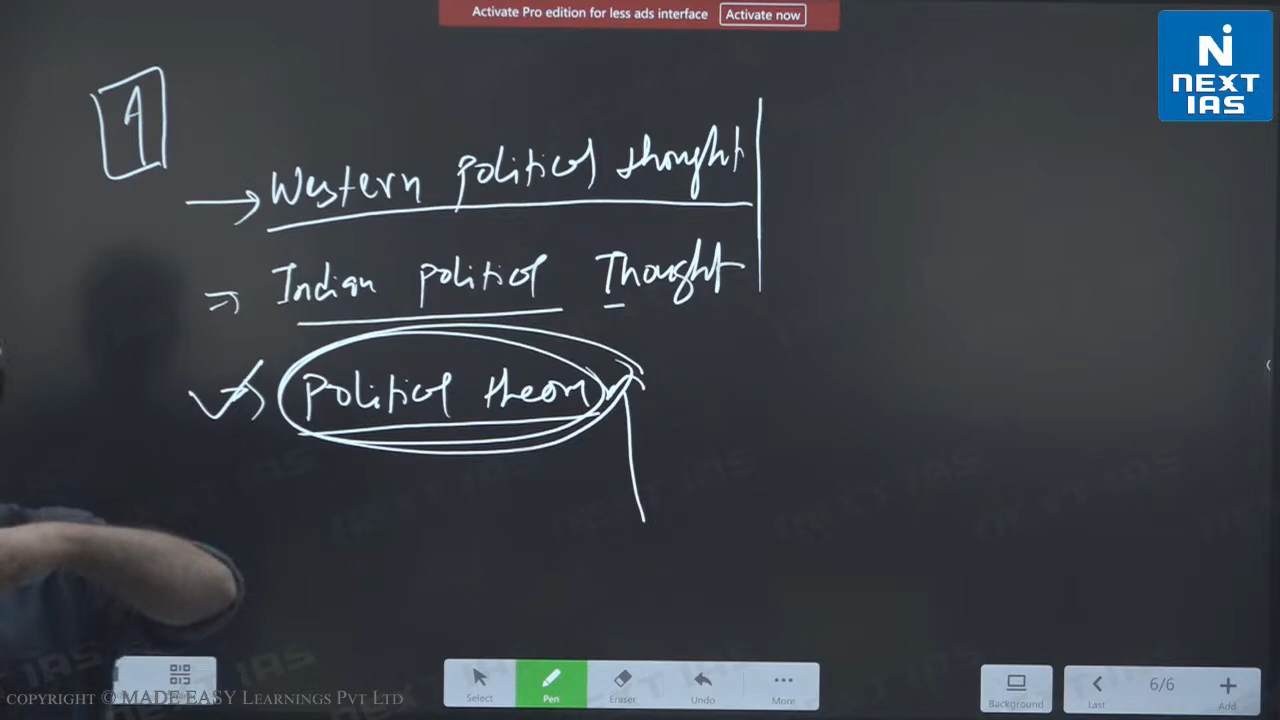 Activate Pro edition for less ads interface Activate now
NEXT
IAS
A
→ Western political thought
⇒ Indian political Thought
political theory
Select Pen Eraser Undo More
Background Last 6/6 Add
COPYRIGHT © MADE EASY LEARNINGS PVT LTD